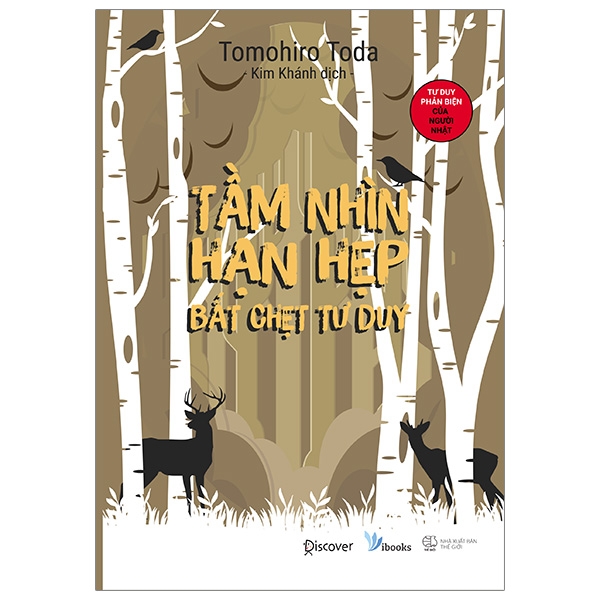 Tomohiro Toda
- Kim Khánh dịch -
TƯ DUY
PHẢN BIỆN
CỦA
NGƯỜI NHẬT
TẦM NHÌN
HẠN HẸP
BẮT CHẸT TƯ DUY
Discover
ibooks
NHÀ XUẤT BẢN
THẾ GIỚI